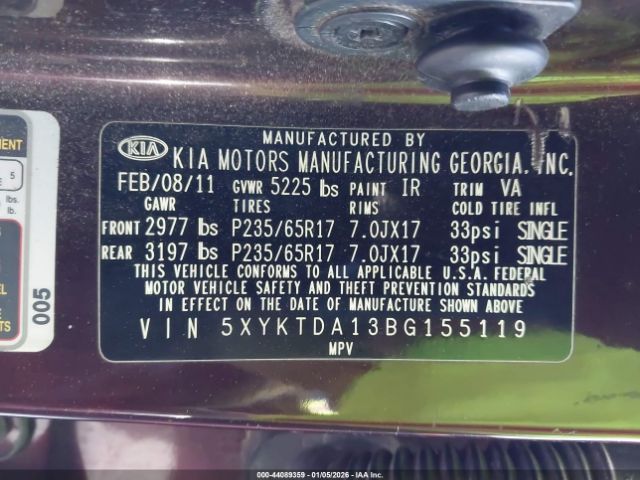 MANUFACTURED BY
KIA KIA MOTORS MANUFACTURING GEORGIA, INC.
FEB/08/11 GVWR 5225 lbs PAINT IR TRIM VA
GAWR TIRES RIMS COLD TIRE INFL
FRONT 2977 lbs P235/65R17 7.0JX17 33psi SINGLE
REAR 3197 lbs P235/65R17 7.0JX17 33psi SINGLE
THIS VEHICLE CONFORMS TO ALL APPLICABLE U.S.A. FEDERAL
MOTOR VEHICLE SAFETY AND THEFT PREVENTION STANDARDS
IN EFFECT ON THE DATE OF MANUFACTURE SHOWN ABOVE
VIN 5XYKTDA13BG155119
MPV
5
lbs.
lb.
005
000-44089359 | 01/05/2026 | IAA, Inc.